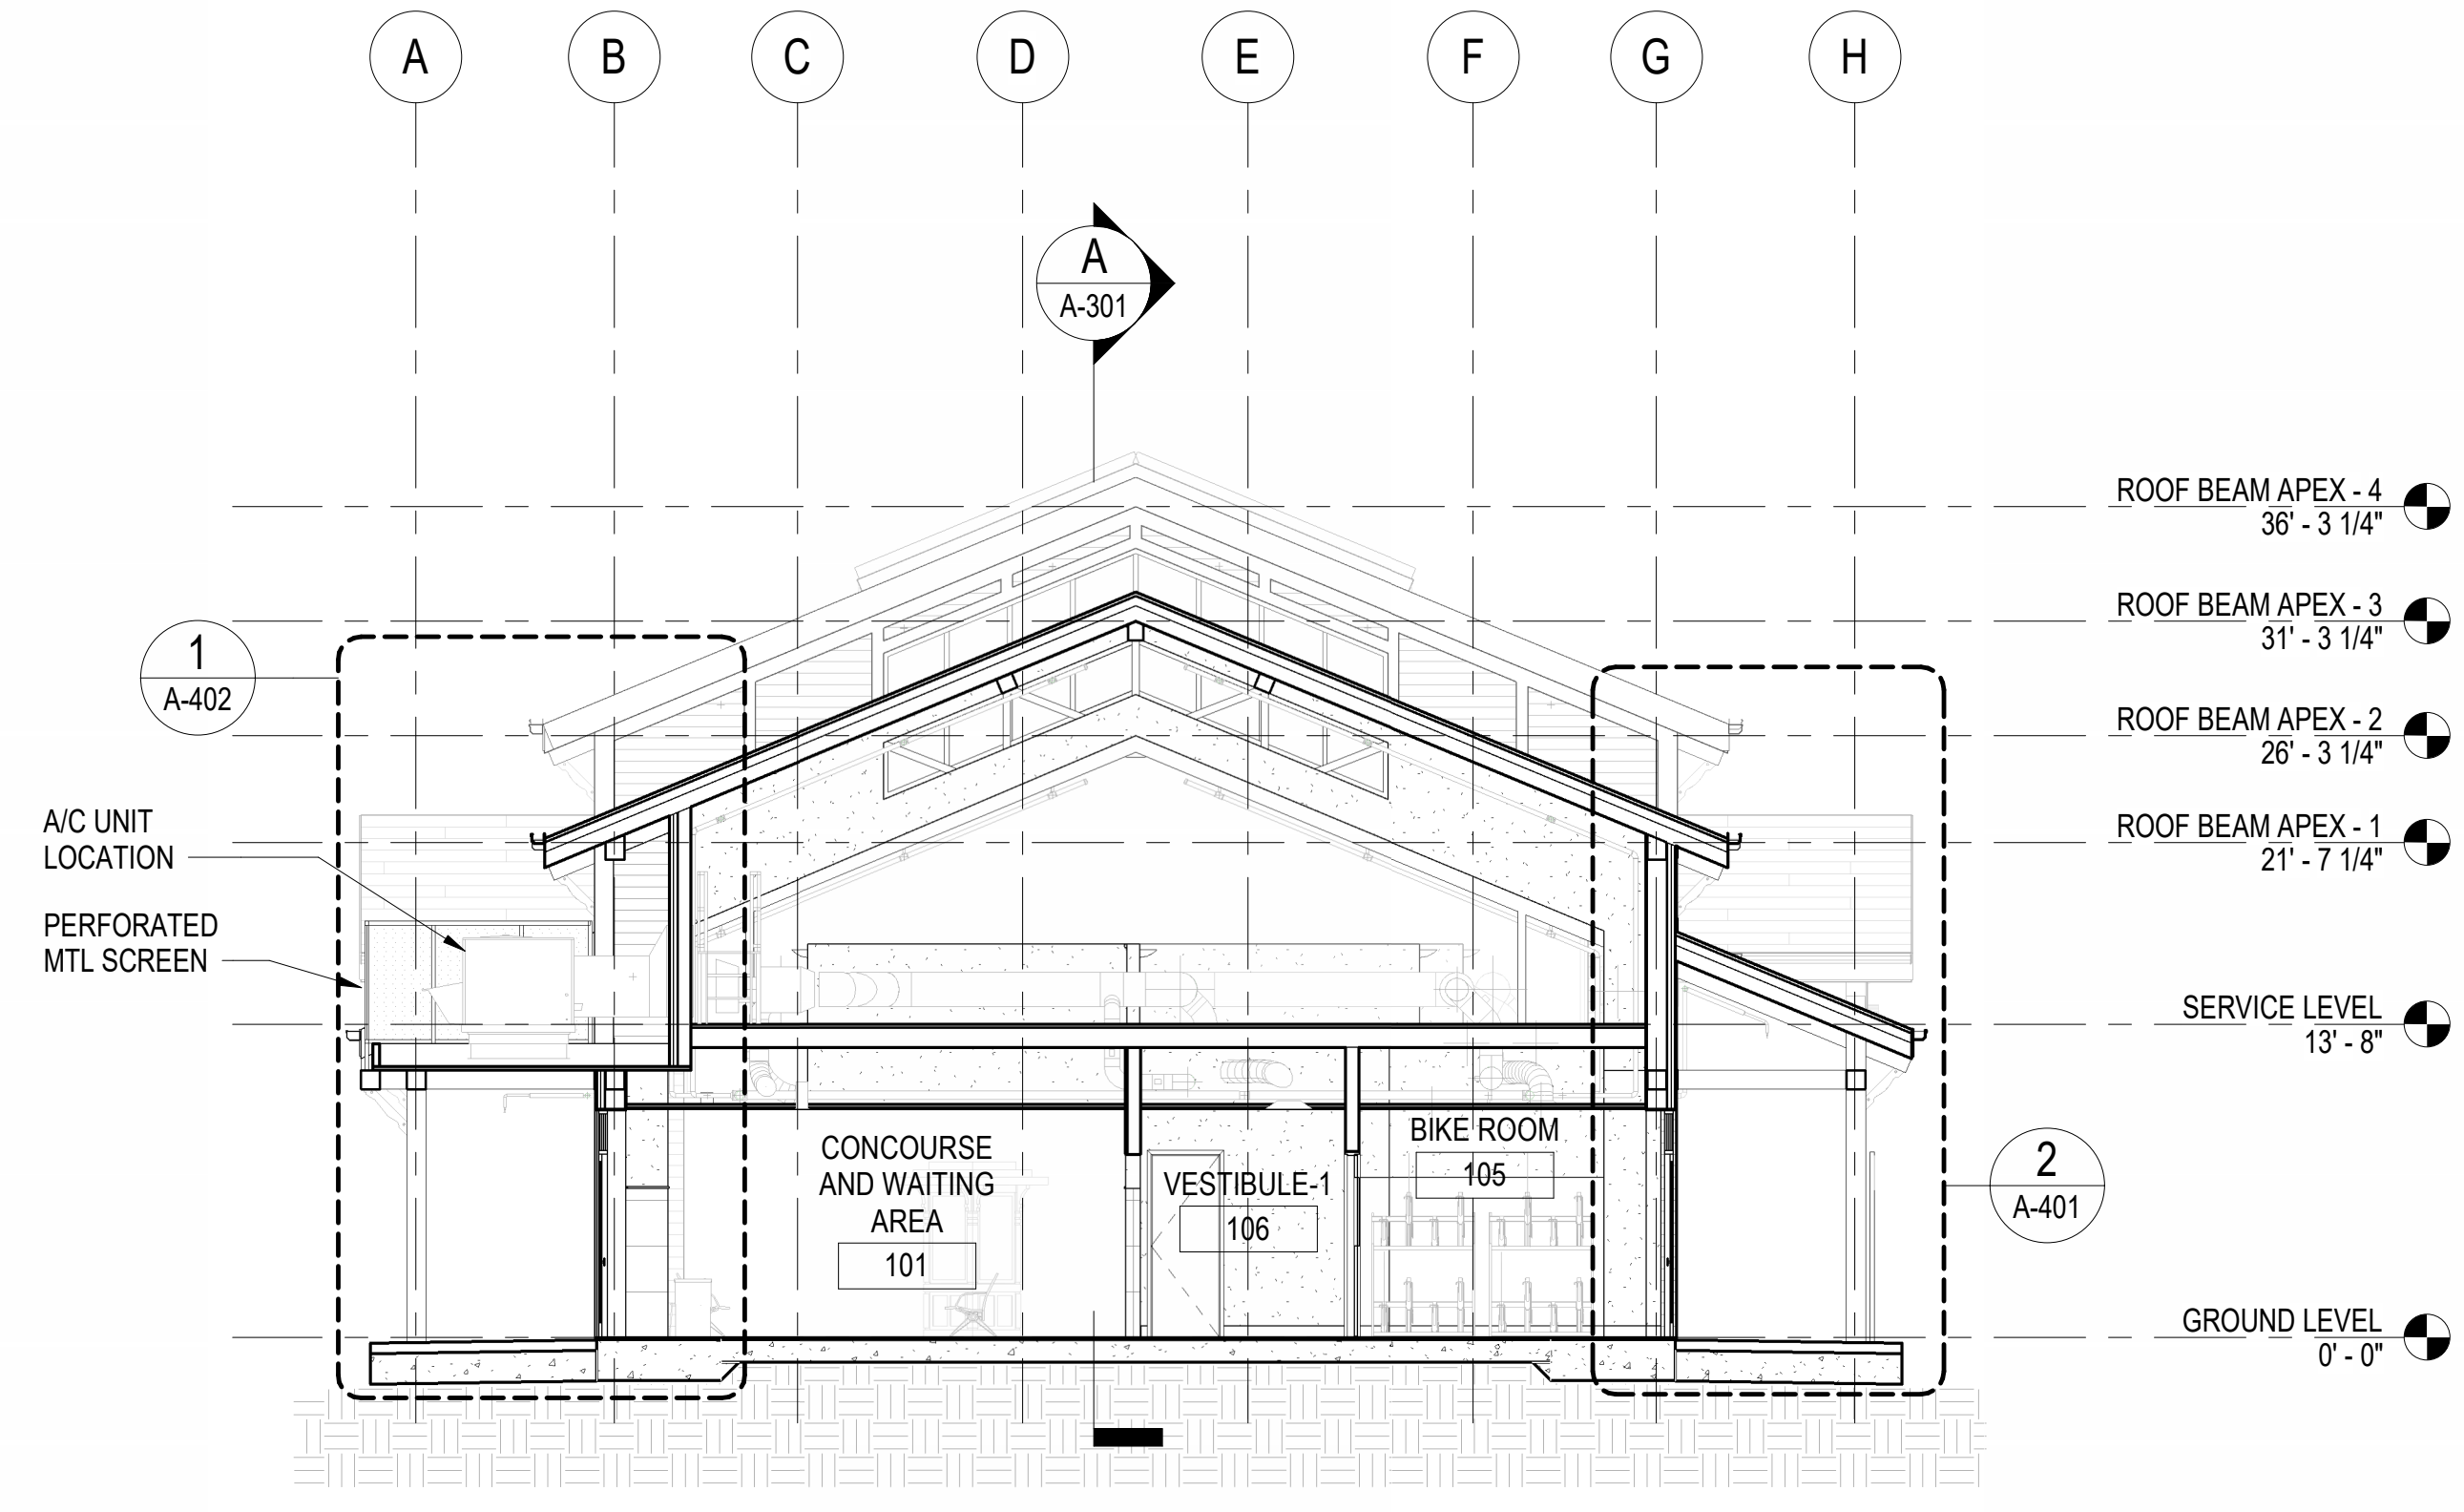 A B C D E F G H
A
A-301
ROOF BEAM APEX - 4
36' - 3 1/4"
ROOF BEAM APEX - 3
31' - 3 1/4"
1
A-402
ROOF BEAM APEX - 2
26' - 3 1/4"
A/C UNIT
LOCATION
ROOF BEAM APEX - 1
21' - 7 1/4"
PERFORATED
MTL SCREEN
SERVICE LEVEL
13' - 8"
CONCOURSE
AND WAITING
AREA
101
VESTIBULE-1
106
BIKE ROOM
105
2
A-401
GROUND LEVEL
0' - 0"